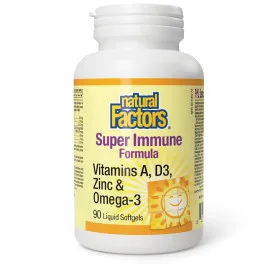 natural
Factors®
Super Immune
Formula
Vitamins A, D3,
Zinc &
Omega-3
90 Liquid Softgels